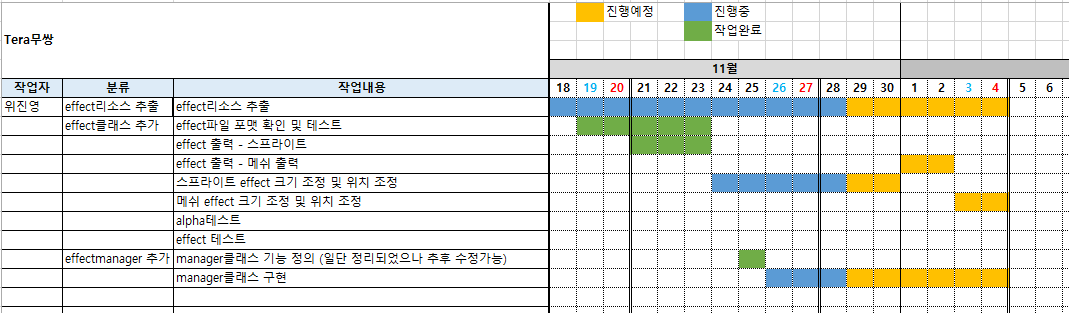 진행예정 진행중
작업완료
Tera무쌍
11월
작업자 분류 작업내용 18 19 20 21 22 23 24 25 26 27 28 29 30 1 2 3 4 5 6
위진영 effect리소스 추출 effect리소스 추출
effect클래스 추가 effect파일 포맷 확인 및 테스트
effect 출력 - 스프라이트
effect 출력 - 메쉬 출력
스프라이트 effect 크기 조정 및 위치 조정
메쉬 effect 크기 조정 및 위치 조정
alpha테스트
effect 테스트
effectmanager 추가 manager클래스 기능 정의 (일단 정리되었으나 추후 수정가능)
manager클래스 구현